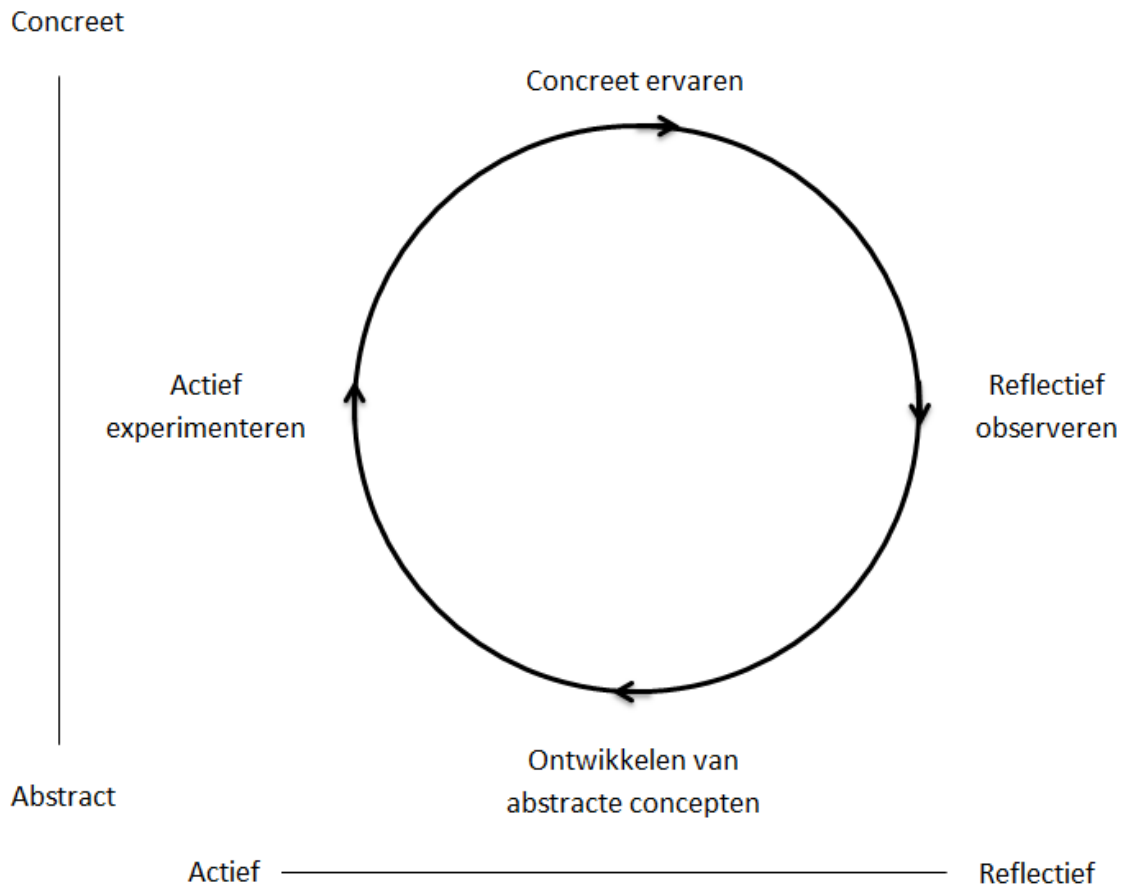 Concreet
Concreet ervaren
Actief
experimenteren
Reflectief
observeren
Ontwikkelen van
abstracte concepten
Abstract
Actief
Reflectief